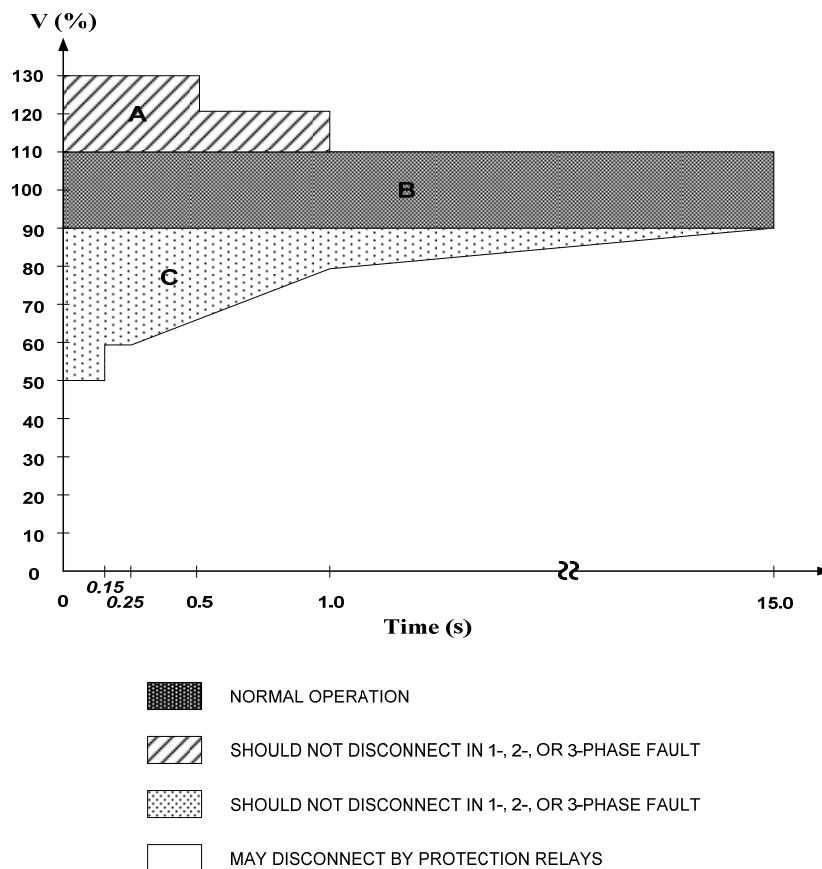 V (%)
130
120
110
100
90
80
70
60
50
40
30
20
10
0
A
B
C
0
0.15
0.25
0.5
1.0
15.0
Time (s)
NORMAL OPERATION
SHOULD NOT DISCONNECT IN 1-, 2-, OR 3-PHASE FAULT
SHOULD NOT DISCONNECT IN 1-, 2-, OR 3-PHASE FAULT
MAY DISCONNECT BY PROTECTION RELAYS